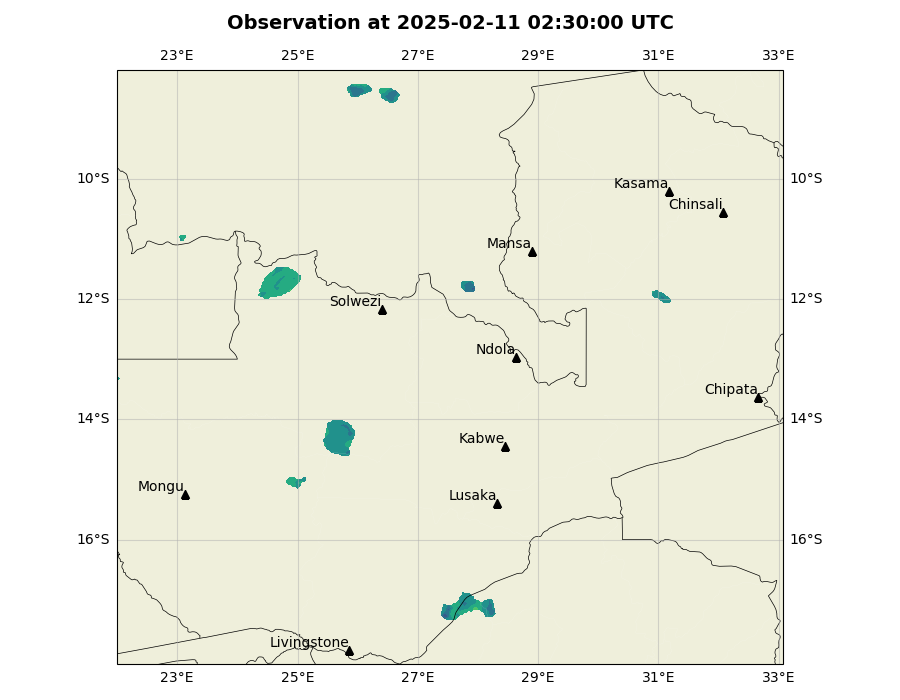 Observation at 2025-02-11 02:30:00 UTC
23°E 25°E 27°E 29°E 31°E 33°E
10°S 10°S
Kasama
Chinsali
Mansa
12°S 12°S
Solwezi
Ndola
Chipata
14°S 14°S
Kabwe
Mongu
Lusaka
16°S 16°S
Livingstone
23°E 25°E 27°E 29°E 31°E 33°E